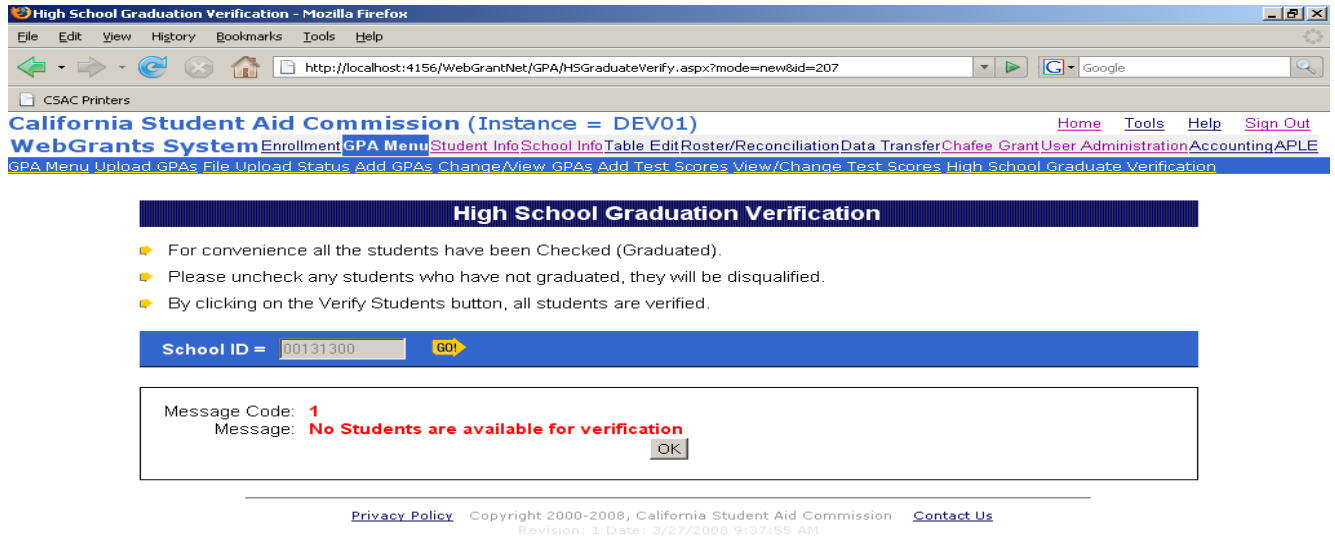 High School Graduation Verification - Mozilla Firefox
File Edit View History Bookmarks Tools Help
http://localhost:4156/WebGrantNet/GPA/HSGraduateVerify.aspx?mode=new&id=207 G Google
CSAC Printers
California Student Aid Commission (Instance = DEV01) Home Tools Help Sign Out
WebGrants System Enrollment GPA Menu Student Info School Info Table Edit Roster/Reconciliation Data Transfer Chafee Grant User Administration Accounting APLE
GPA Menu Upload GPAs File Upload Status Add GPAs Change/View GPAs Add Test Scores View/Change Test Scores High School Graduate Verification
High School Graduation Verification
For convenience all the students have been Checked (Graduated).
Please uncheck any students who have not graduated, they will be disqualified.
By clicking on the Verify Students button, all students are verified.
School ID = 00131300 GO!
Message Code: 1
Message: No Students are available for verification
OK
Privacy Policy Copyright 2000-2008, California Student Aid Commission Contact Us
Revision: 1 Date: 3/27/2008 9:37:55 AM